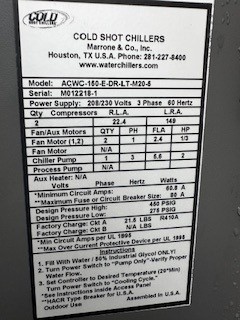 COLD SHOT
CHILLERS
COLD SHOT CHILLERS
Marrone & Co., Inc.
Houston, TX U.S.A. Phone: 281-227-8400
www.waterchillers.com
Model: ACWC-150-E-DR-LT-M20-5
Serial: M012218-1
Power Supply: 208/230 Volts 3 Phase 60 Hertz
Qty Compressors R.L.A. L.R.A.
2 22.4 149
Fan/Aux Motors QTY PH FLA HP
Fan Motor (1,2) 2 1 2.4 1/3
Fan Motor N/A
Chiller Pump 1 3 5.6 2
Process Pump N/A
Aux Heater: N/A Volts Phase Hertz Watts
*Minimum Circuit Amps: 60.8 A
**Maximum Fuse or Circuit Breaker Size: 80 A
Design Pressure High: 450 PSIG
Design Pressure Low: 275 PSIG
Factory Charge Ckt A 21.5 LBS R410A
Factory Charge Ckt B N/A LBS
*Min Circuit Amps per UL 1995
**Max Over Current Protective Device per UL 1995
Instructions:
1. Fill With Water / 50% Industrial Glycol ONLY!
2. Turn Power Switch to "Pump Only"-Verify Proper
Water Flow.
3. Set Controller to Desired Temperature (20*Min)
Turn Power Switch to "Cooling Cycle."
*See Instructions Inside Access Panel
*HACR Type Breaker for U.S.A.
Outdoor Use Assembled in U.S.A.